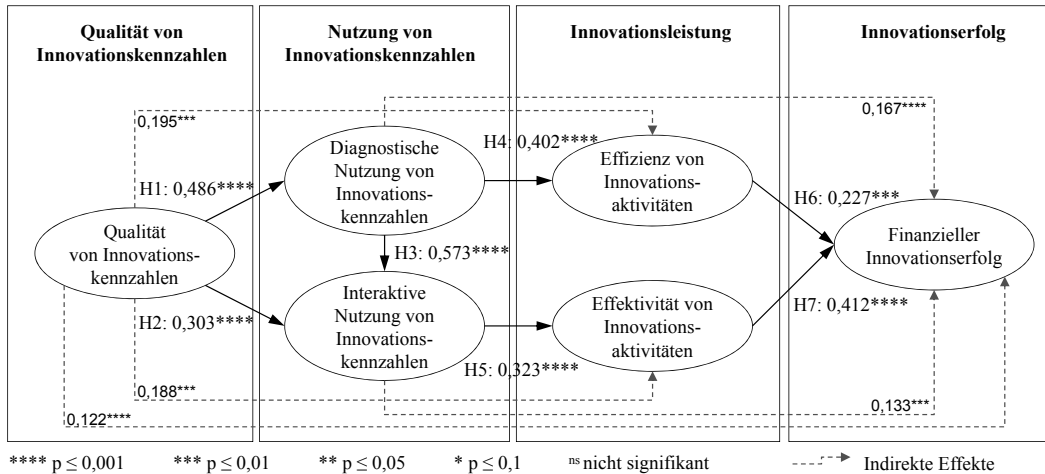 Qualität von
Innovationskennzahlen
Nutzung von
Innovationskennzahlen
Innovationsleistung
Innovationserfolg
0,195***
0,167****
Diagnostische
Nutzung von
Innovations-
kennzahlen
H4: 0,402****
Effizienz von
Innovations-
aktivitäten
H1: 0,486****
H6: 0,227***
Qualität
von Innovations-
kennzahlen
H3: 0,573****
Finanzieller
Innovationserfolg
H2: 0,303****
Interaktive
Nutzung von
Innovations-
kennzahlen
Effektivität von
Innovations-
aktivitäten
H7: 0,412****
H5: 0,323****
0,188***
0,122****
0,133***
**** p ≤ 0,001 *** p ≤ 0,01 ** p ≤ 0,05 * p ≤ 0,1 ns nicht signifikant Indirekte Effekte